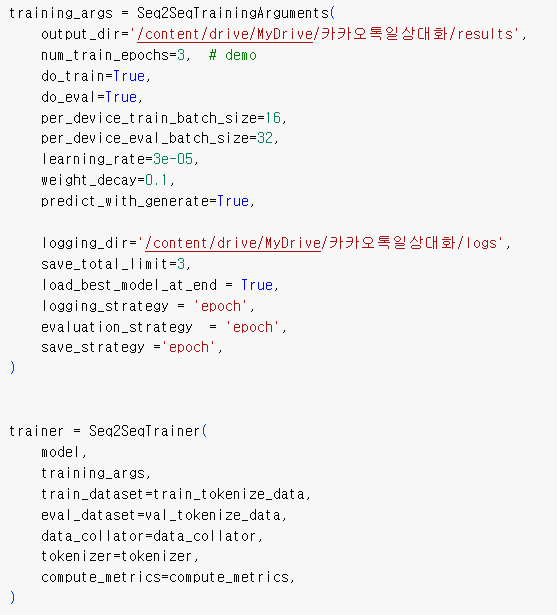 training_args = Seq2SeqTrainingArguments(
    output_dir='/content/drive/MyDrive/카카오톡일상대화/results',
    num_train_epochs=3,  # demo
    do_train=True,
    do_eval=True,
    per_device_train_batch_size=16,
    per_device_eval_batch_size=32,
    learning_rate=3e-05,
    weight_decay=0.1,
    predict_with_generate=True,

    logging_dir='/content/drive/MyDrive/카카오톡일상대화/logs',
    save_total_limit=3,
    load_best_model_at_end = True,
    logging_strategy = 'epoch',
    evaluation_strategy  = 'epoch',
    save_strategy ='epoch',
)


trainer = Seq2SeqTrainer(
    model,
    training_args,
    train_dataset=train_tokenize_data,
    eval_dataset=val_tokenize_data,
    data_collator=data_collator,
    tokenizer=tokenizer,
    compute_metrics=compute_metrics,
)